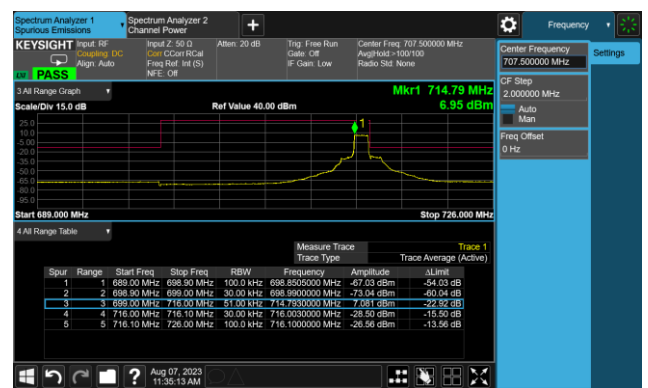 Spectrum Analyzer 1
Spurious Emissions
Spectrum Analyzer 2
Channel Power
Frequency
KEYSIGHT
Input: RF
Coupling: DC
Align: Auto
Input Z: 50 Ω
Corr CCorr RCal
Freq Ref: Int (S)
NFE: Off
Atten: 20 dB
Trig: Free Run
Gate: Off
IF Gain: Low
Center Freq: 707.500000 MHz
Avg|Hold:>100/100
Radio Std: None
PASS
Center Frequency
707.500000 MHz
Settings
CF Step
2.000000 MHz
Auto
Man
Freq Offset
0 Hz
3 All Range Graph
Mkr1 714.79 MHz
Scale/Div 15.0 dB
Ref Value 40.00 dBm
6.95 dBm
1
25.0
10.0
-5.00
-20.0
-35.0
-50.0
-65.0
-80.0
-95.0
Start 689.000 MHz
Stop 726.000 MHz
4 All Range Table
Measure Trace Trace 1
Trace Type Trace Average (Active)
Spur Range Start Freq Stop Freq RBW Frequency Amplitude ΔLimit
1 1 689.00 MHz 698.90 MHz 100.0 kHz 698.8505000 MHz -67.03 dBm -54.03 dB
2 2 698.90 MHz 699.00 MHz 30.00 kHz 698.9900000 MHz -73.04 dBm -60.04 dB
3 3 699.00 MHz 716.00 MHz 51.00 kHz 714.7930000 MHz 7.081 dBm -22.92 dB
4 4 716.00 MHz 716.10 MHz 30.00 kHz 716.0030000 MHz -28.50 dBm -15.50 dB
5 5 716.10 MHz 726.00 MHz 100.0 kHz 716.1000000 MHz -26.56 dBm -13.56 dB
Aug 07, 2023
11:35:13 AM